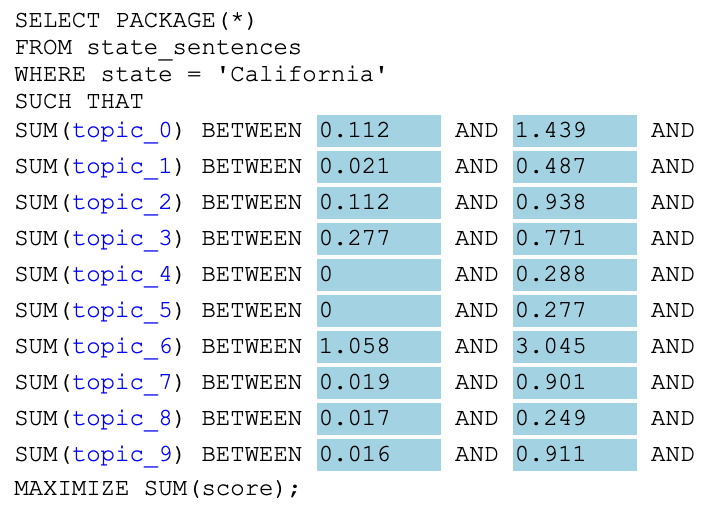 SELECT PACKAGE(*)
FROM state_sentences
WHERE state = 'California'
SUCH THAT
SUM(topic_0) BETWEEN 0.112 AND 1.439 AND
SUM(topic_1) BETWEEN 0.021 AND 0.487 AND
SUM(topic_2) BETWEEN 0.112 AND 0.938 AND
SUM(topic_3) BETWEEN 0.277 AND 0.771 AND
SUM(topic_4) BETWEEN 0 AND 0.288 AND
SUM(topic_5) BETWEEN 0 AND 0.277 AND
SUM(topic_6) BETWEEN 1.058 AND 3.045 AND
SUM(topic_7) BETWEEN 0.019 AND 0.901 AND
SUM(topic_8) BETWEEN 0.017 AND 0.249 AND
SUM(topic_9) BETWEEN 0.016 AND 0.911 AND
MAXIMIZE SUM(score);